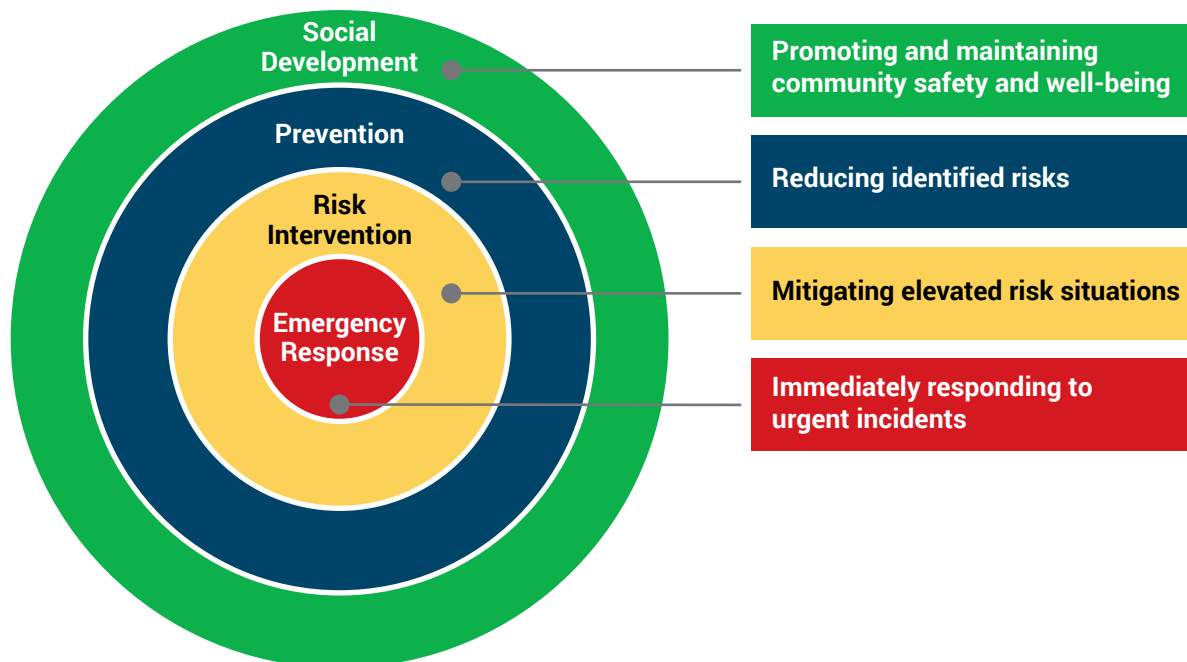 Social
Development
Prevention
Risk
Intervention
Emergency
Response
Promoting and maintaining
community safety and well-being
Reducing identified risks
Mitigating elevated risk situations
Immediately responding to
urgent incidents